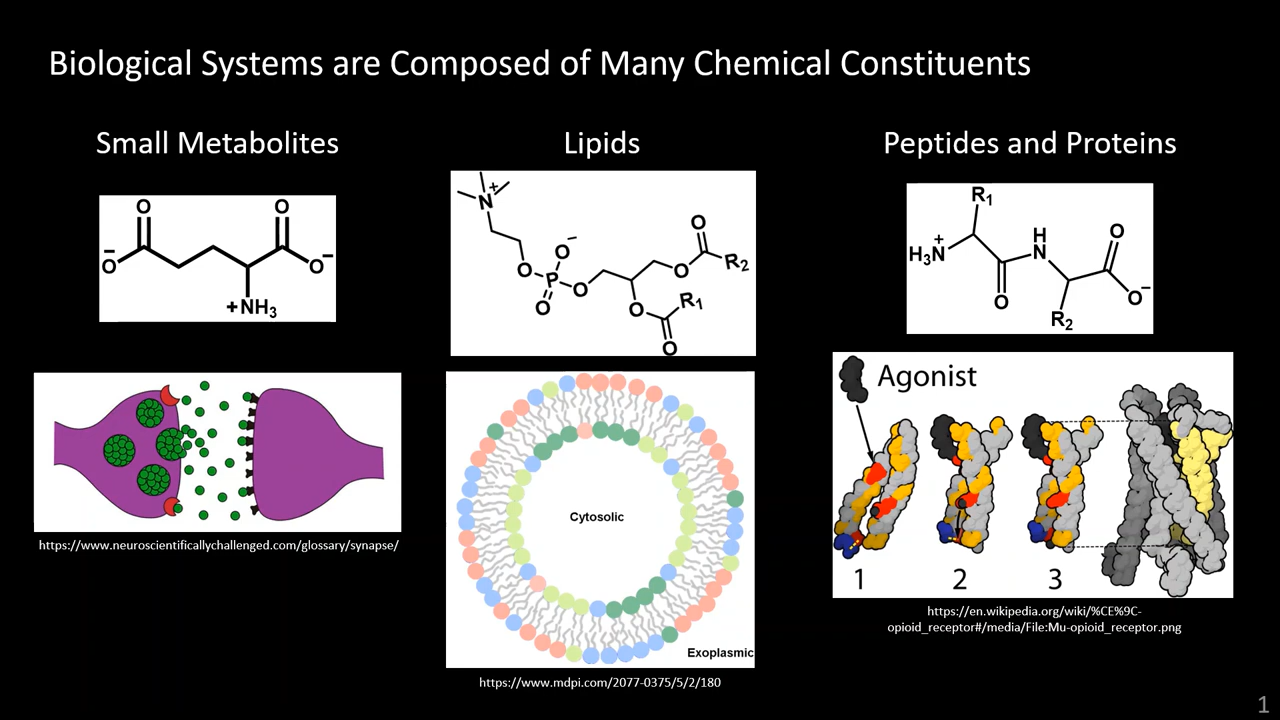 Biological Systems are Composed of Many Chemical Constituents
Small Metabolites
O
O
−
O
O−
+NH3
https://www.neuroscientificallychallenged.com/glossary/synapse/
Lipids
N+
O−
O
P
O
O
O
O
R2
O
R1
O
Cytosolic
Exoplasmic
https://www.mdpi.com/2077-0375/5/2/180
Peptides and Proteins
R1
+
H3N
H
N
O
O
O−
R2
Agonist
1
2
3
https://en.wikipedia.org/wiki/%CE%9C-
opioid_receptor#/media/File:Mu-opioid_receptor.png
1